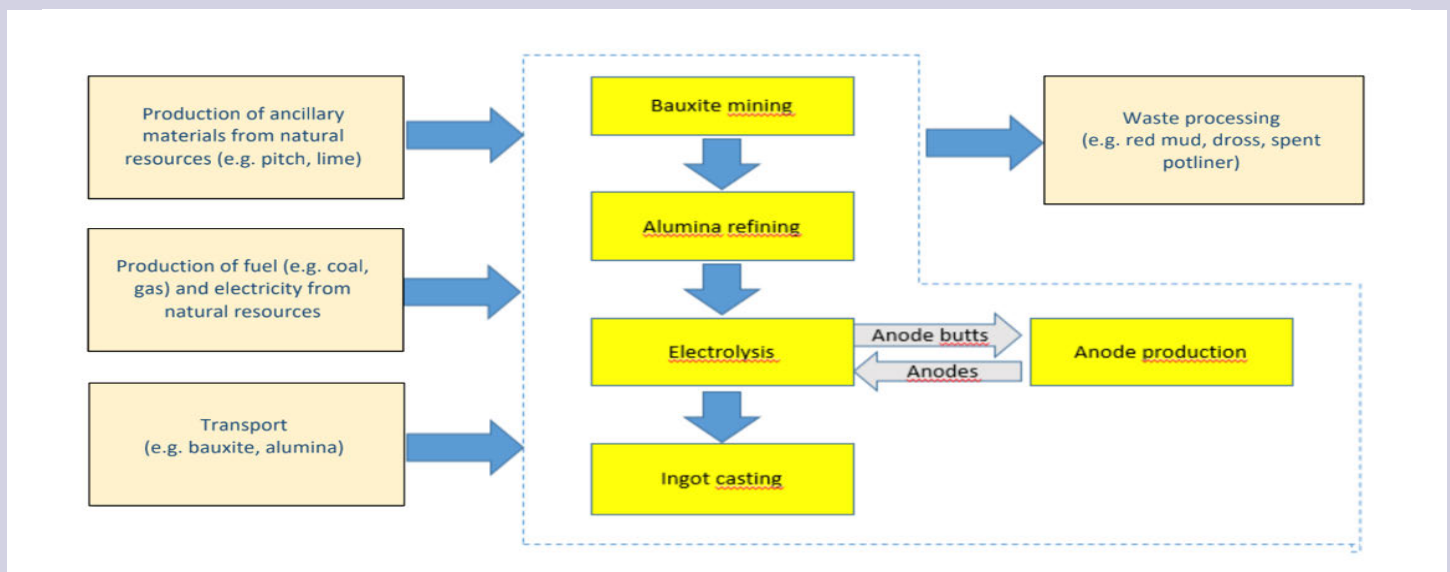 Production of ancillary
materials from natural
resources (e.g. pitch, lime)
Production of fuel (e.g. coal,
gas) and electricity from
natural resources
Transport
(e.g. bauxite, alumina)
Bauxite mining
Alumina refining
Electrolysis
Anode butts
Anodes
Anode production
Ingot casting
Waste processing
(e.g. red mud, dross, spent
potliner)